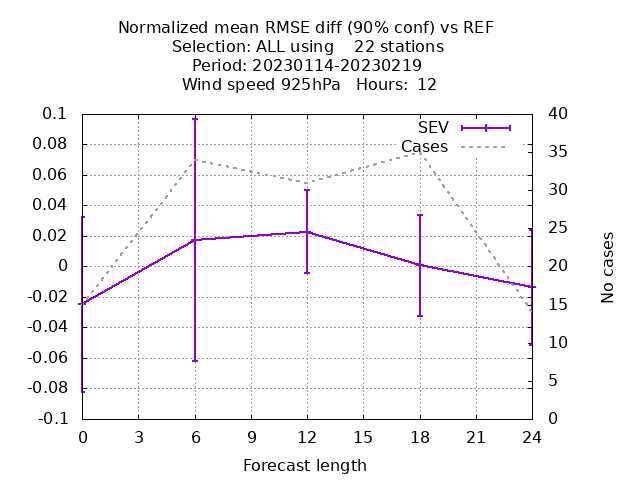 Normalized mean RMSE diff (90% conf) vs REF
Selection: ALL using    22 stations
Period: 20230114-20230219
Wind speed 925hPa   Hours:  12
SEV
Cases
0.1
0.08
0.06
0.04
0.02
0
-0.02
-0.04
-0.06
-0.08
-0.1
40
35
30
25
20
15
10
5
0
No cases
0 3 6 9 12 15 18 21 24
Forecast length